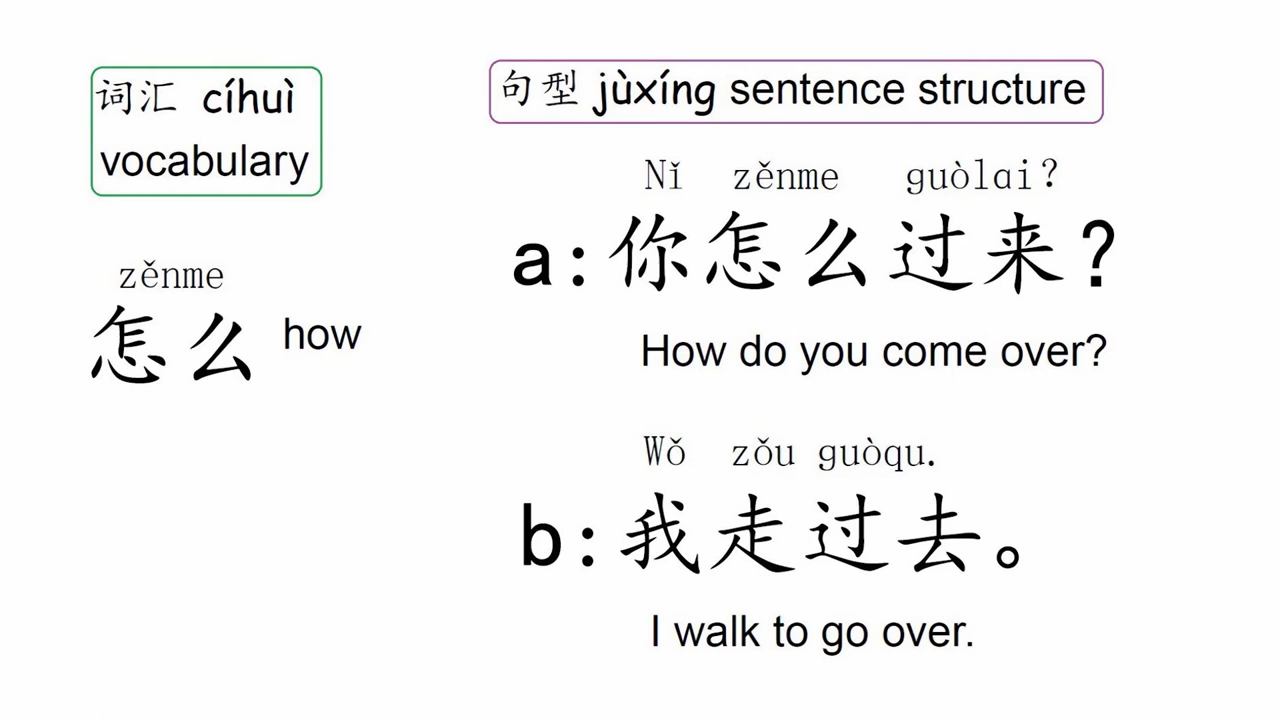 词汇 cíhuì
vocabulary
句型 jùxíng sentence structure
zěnme
怎么 how
Nǐ zěnme guòlai?
a:你怎么过来?
How do you come over?
Wǒ zǒu guòqu.
b:我走过去。
I walk to go over.